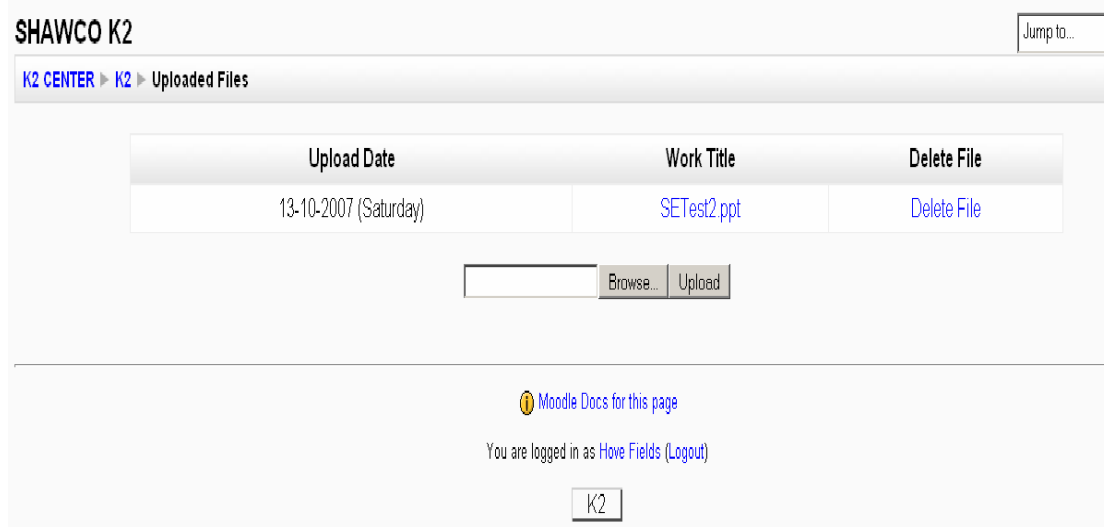 SHAWCO K2
Jump to...
K2 CENTER ▶ K2 ▶ Uploaded Files
Upload Date Work Title Delete File
13-10-2007 (Saturday) SETest2.ppt Delete File
Browse... Upload
Moodle Docs for this page
You are logged in as Hove Fields (Logout)
K2